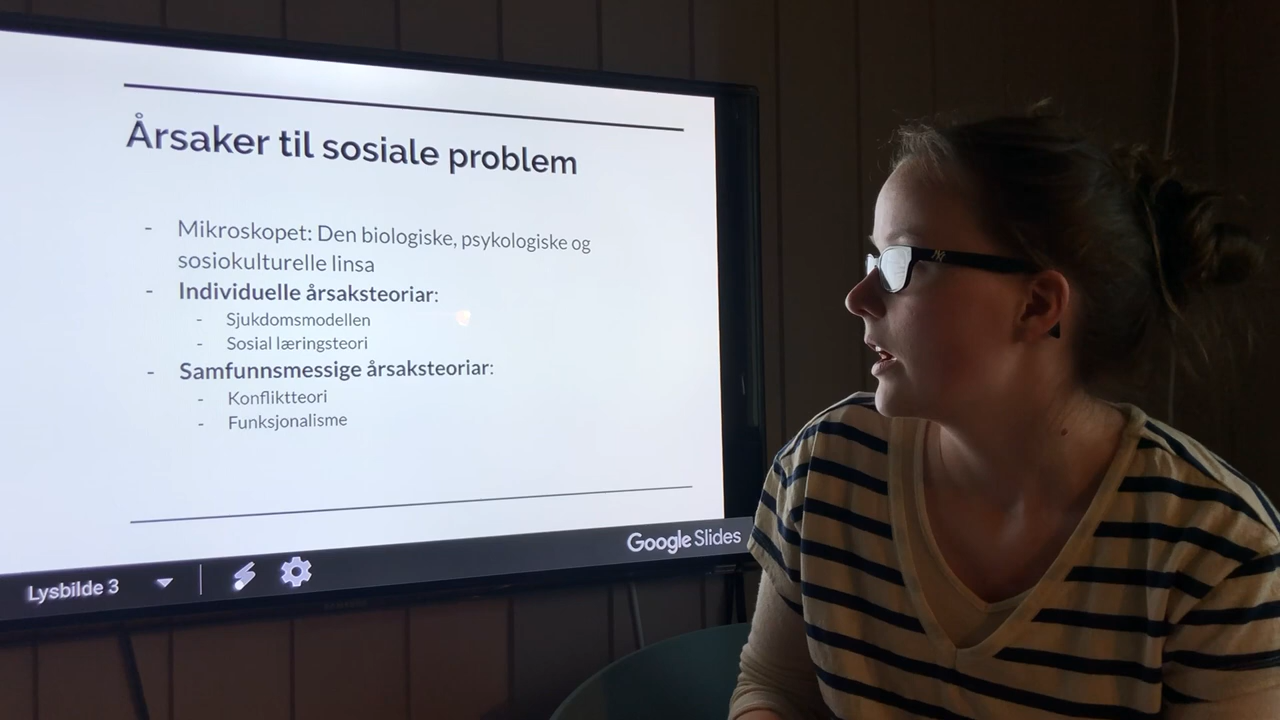 Årsaker til sosiale problem
- Mikroskopet: Den biologiske, psykologiske og
sosiokulturelle linsa
- Individuelle årsaksteoriar:
- Sjukdomsmodellen
- Sosial læringsteori
- Samfunnsmessige årsaksteoriar:
- Konfliktteori
- Funksjonalisme
Google Slides
Lysbilde 3
NY